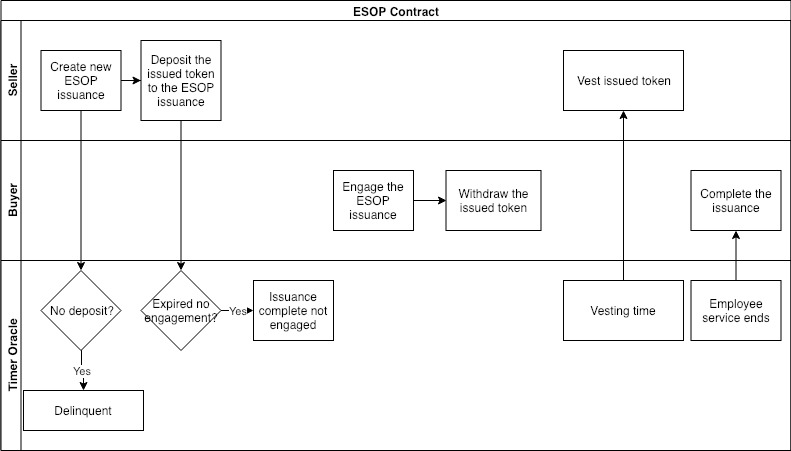 ESOP Contract
Seller
Create new
ESOP
issuance
Deposit the
issued token
to the ESOP
issuance
Vest issued token
Buyer
Engage the
ESOP
issuance
Withdraw the
issued token
Complete the
issuance
Timer Oracle
No deposit?
Expired no
engagement?
Yes
Issuance
complete not
engaged
Vesting time
Employee
service ends
Yes
Delinquent